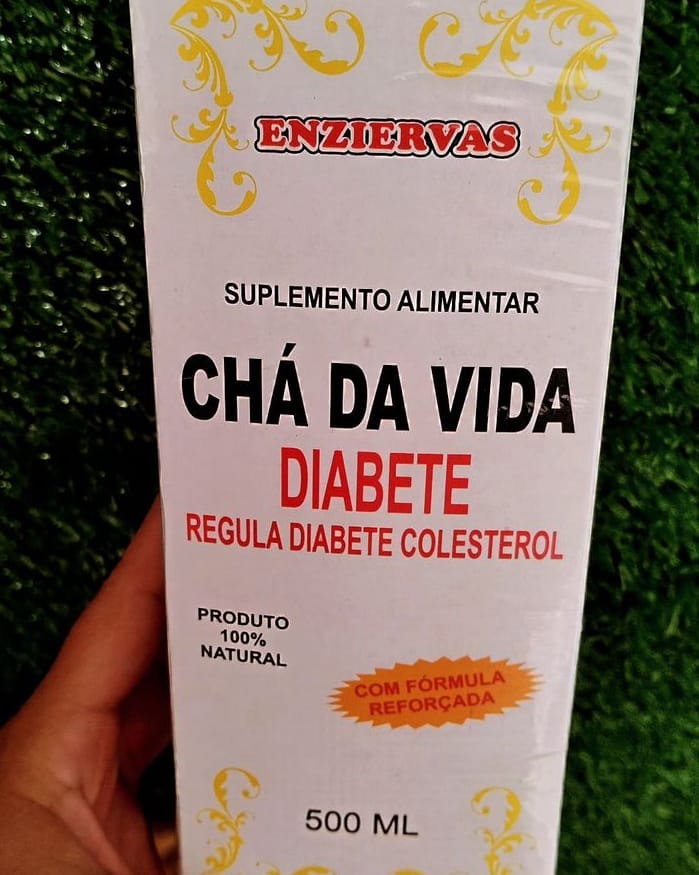 ENZIERVAS
SUPLEMENTO ALIMENTAR
CHÁ DA VIDA
DIABETE
REGULA DIABETE COLESTEROL
PRODUTO
100%
NATURAL
COM FÓRMULA
REFORÇADA
500 ML